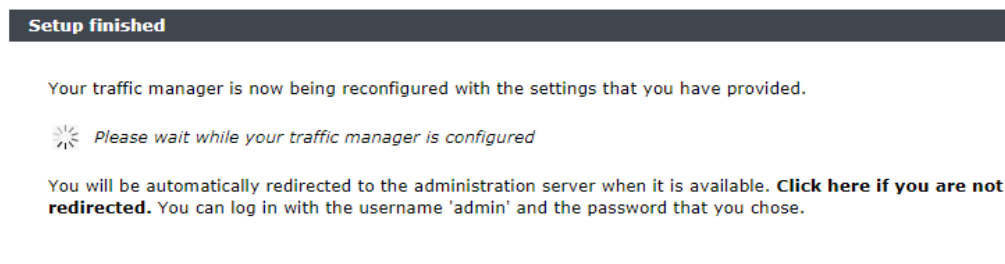 Setup finished
Your traffic manager is now being reconfigured with the settings that you have provided.
Please wait while your traffic manager is configured
You will be automatically redirected to the administration server when it is available. Click here if you are not
redirected. You can log in with the username 'admin' and the password that you chose.